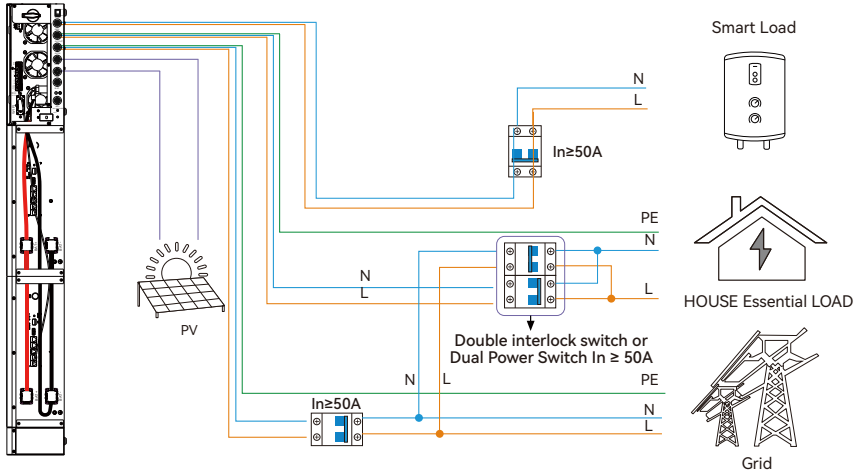 Smart Load
N
L
In≥50A
PE
N
N
L
L
HOUSE Essential LOAD
PV
Double interlock switch or
Dual Power Switch In ≥ 50A
N
L
PE
In≥50A
N
L
Grid